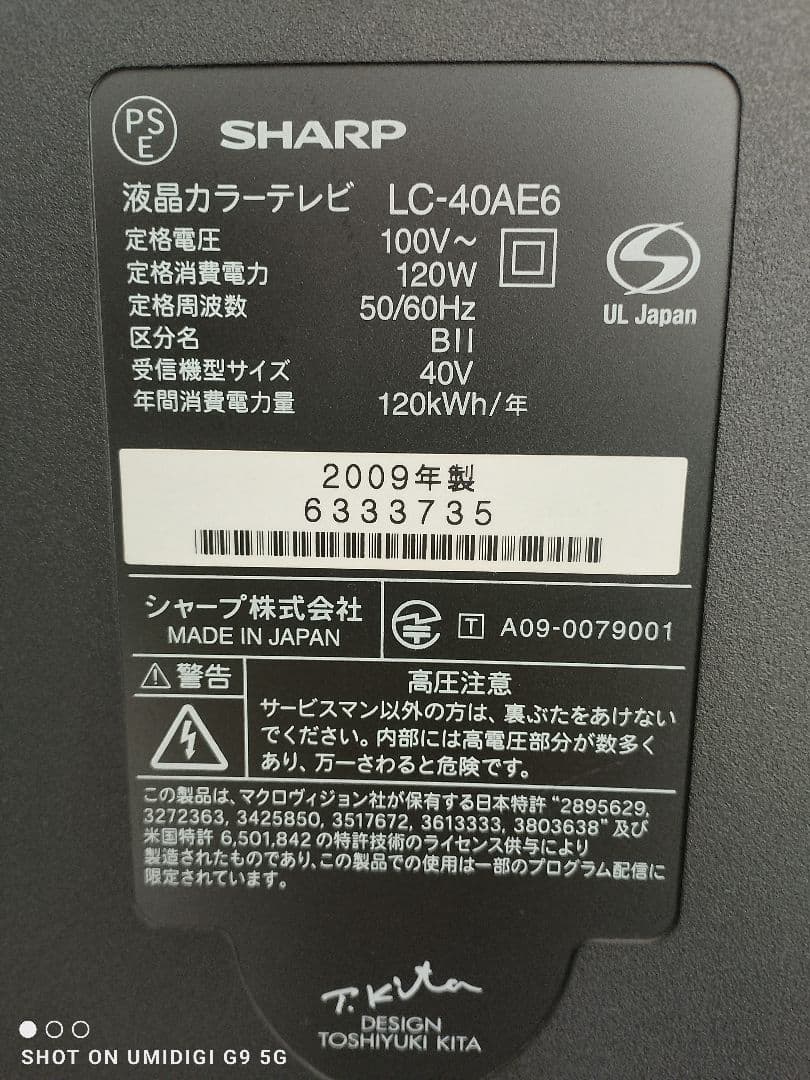 PS
E
SHARP
液晶カラーテレビ LC-40AE6
定格電圧 100V～
定格消費電力 120W
定格周波数 50/60Hz
区分名 BII
受信機型サイズ 40V
年間消費電力量 120kWh/年
UL Japan
2009年製
6333735
シャープ株式会社
MADE IN JAPAN
T A09-0079001
警告
高圧注意
サービスマン以外の方は、裏ぶたをあけない
でください。内部には高電圧部分が数多く
あり、万一さわると危険です。
この製品は、マクロヴィジョン社が保有する日本特許 “2895629,
3272363, 3425850, 3517672, 3613333, 3803638” 及び
米国特許 6,501,842 の特許技術のライセンス供与により
製造されたものであり、この製品での使用は一部のプログラム配信に
限定されています。
T. Kita
DESIGN
TOSHIYUKI KITA
SHOT ON UMIDIGI G9 5G